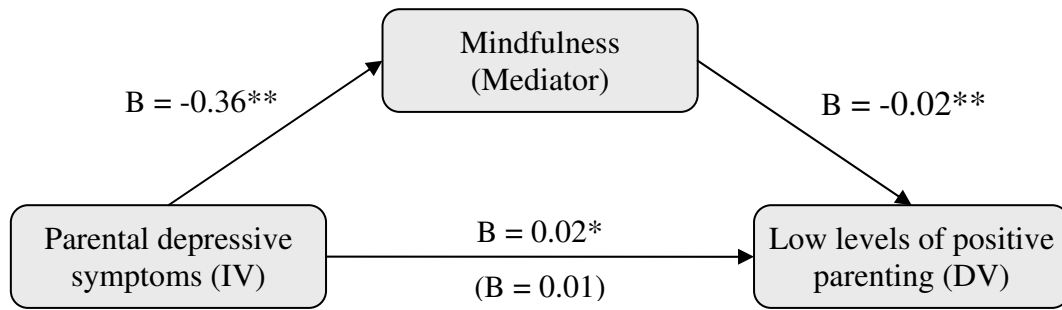 Mindfulness
(Mediator)
B = -0.36**
B = -0.02**
Parental depressive
symptoms (IV)
B = 0.02*
(B = 0.01)
Low levels of positive
parenting (DV)